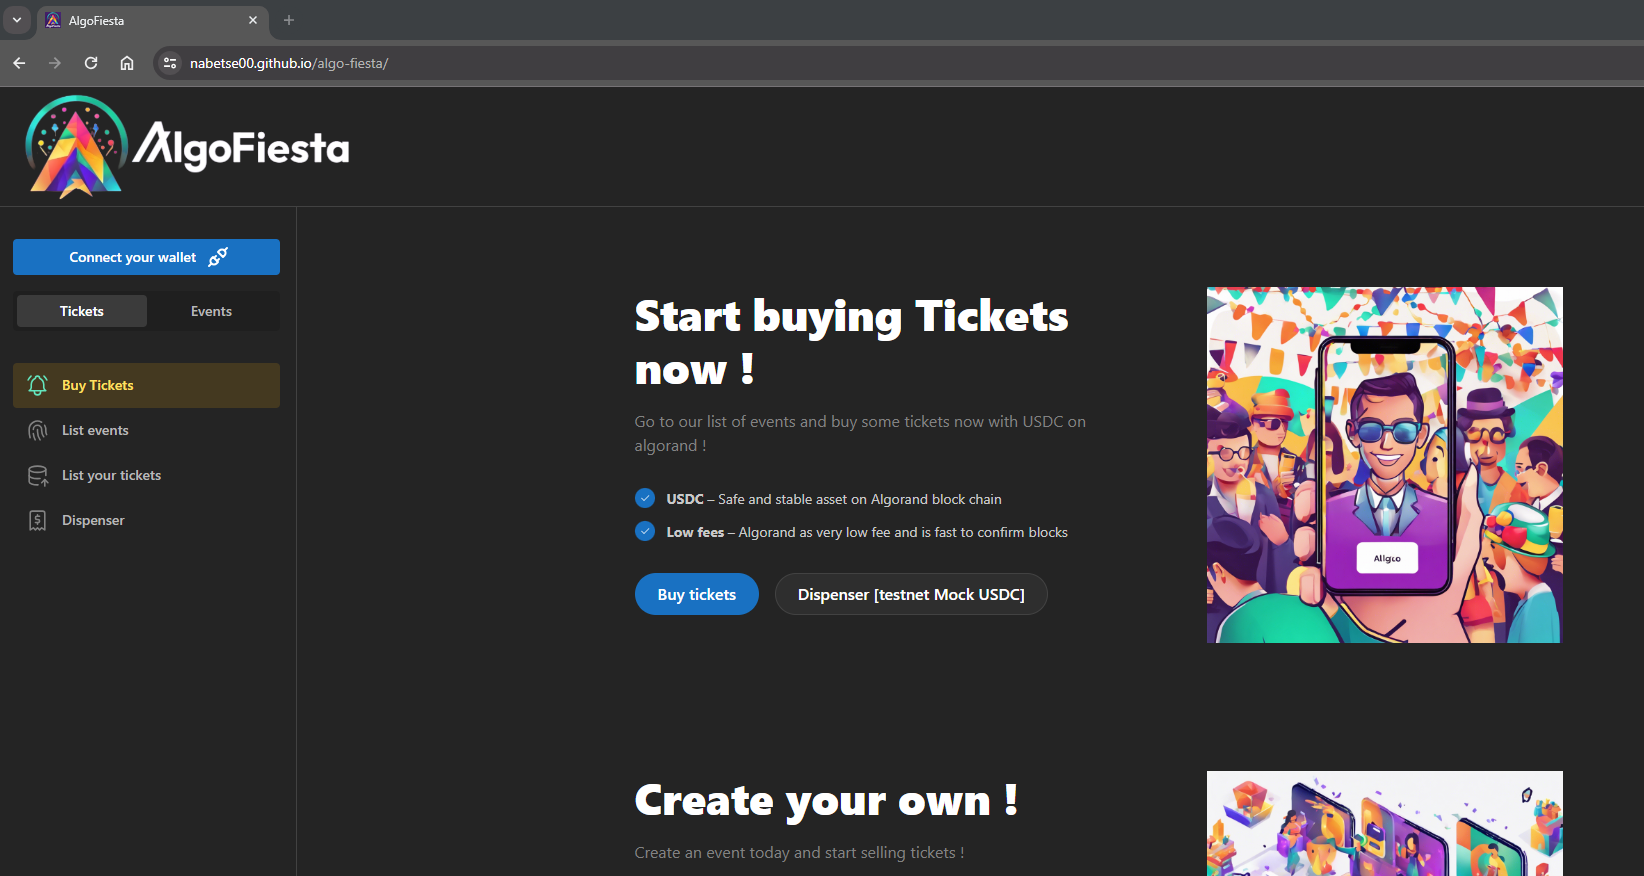 AlgoFiesta
nabetse00.github.io/algo-fiesta/
AlgoFiesta
Connect your wallet
Tickets Events
Buy Tickets
List events
List your tickets
Dispenser
Start buying Tickets
now !
Go to our list of events and buy some tickets now with USDC on
algorand !
USDC – Safe and stable asset on Algorand block chain
Low fees – Algorand as very low fee and is fast to confirm blocks
Buy tickets Dispenser [testnet Mock USDC]
Create your own !
Create an event today and start selling tickets !